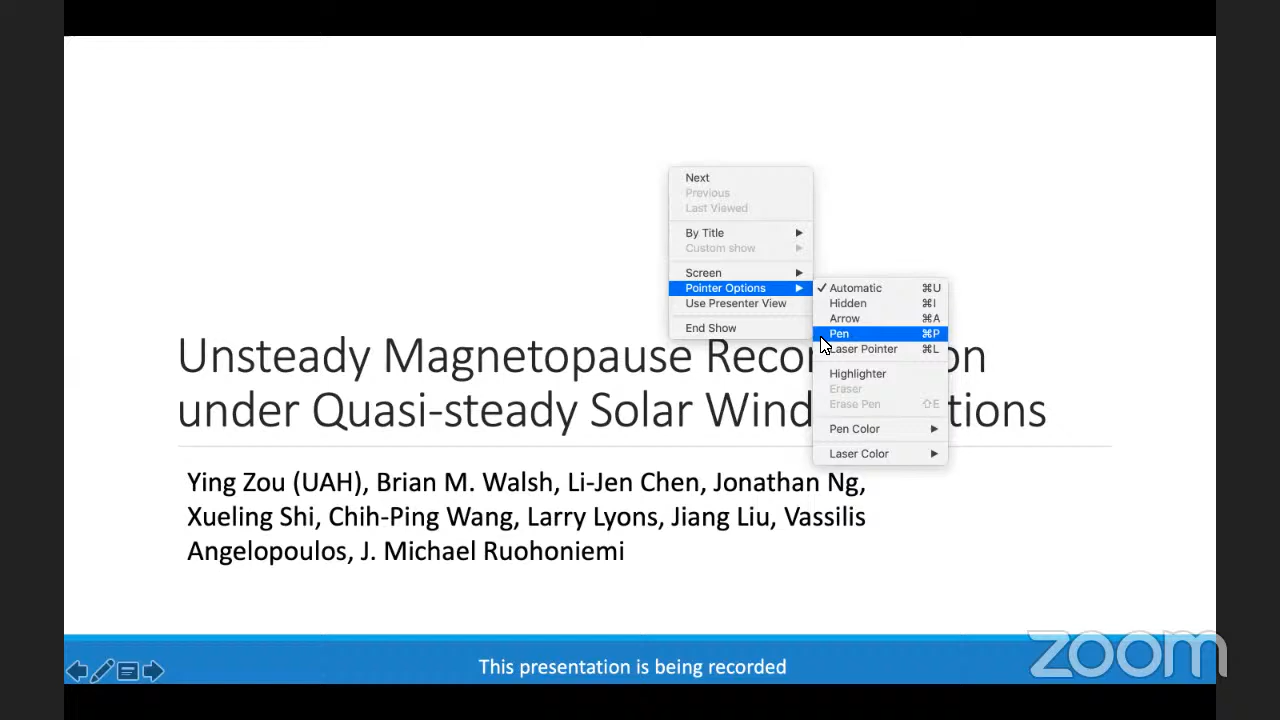 Next
Previous
Last Viewed
By Title
Custom show
Screen
Pointer Options
Use Presenter View
End Show
✓ Automatic ⌘U
Hidden ⌘I
Arrow ⌘A
Pen ⌘P
Laser Pointer ⌘L
Highlighter
Eraser
Erase Pen ⇧E
Pen Color
Laser Color
Unsteady Magnetopause Recon on
under Quasi-steady Solar Wind tions
Ying Zou (UAH), Brian M. Walsh, Li-Jen Chen, Jonathan Ng,
Xueling Shi, Chih-Ping Wang, Larry Lyons, Jiang Liu, Vassilis
Angelopoulos, J. Michael Ruohoniemi
This presentation is being recorded
zoom